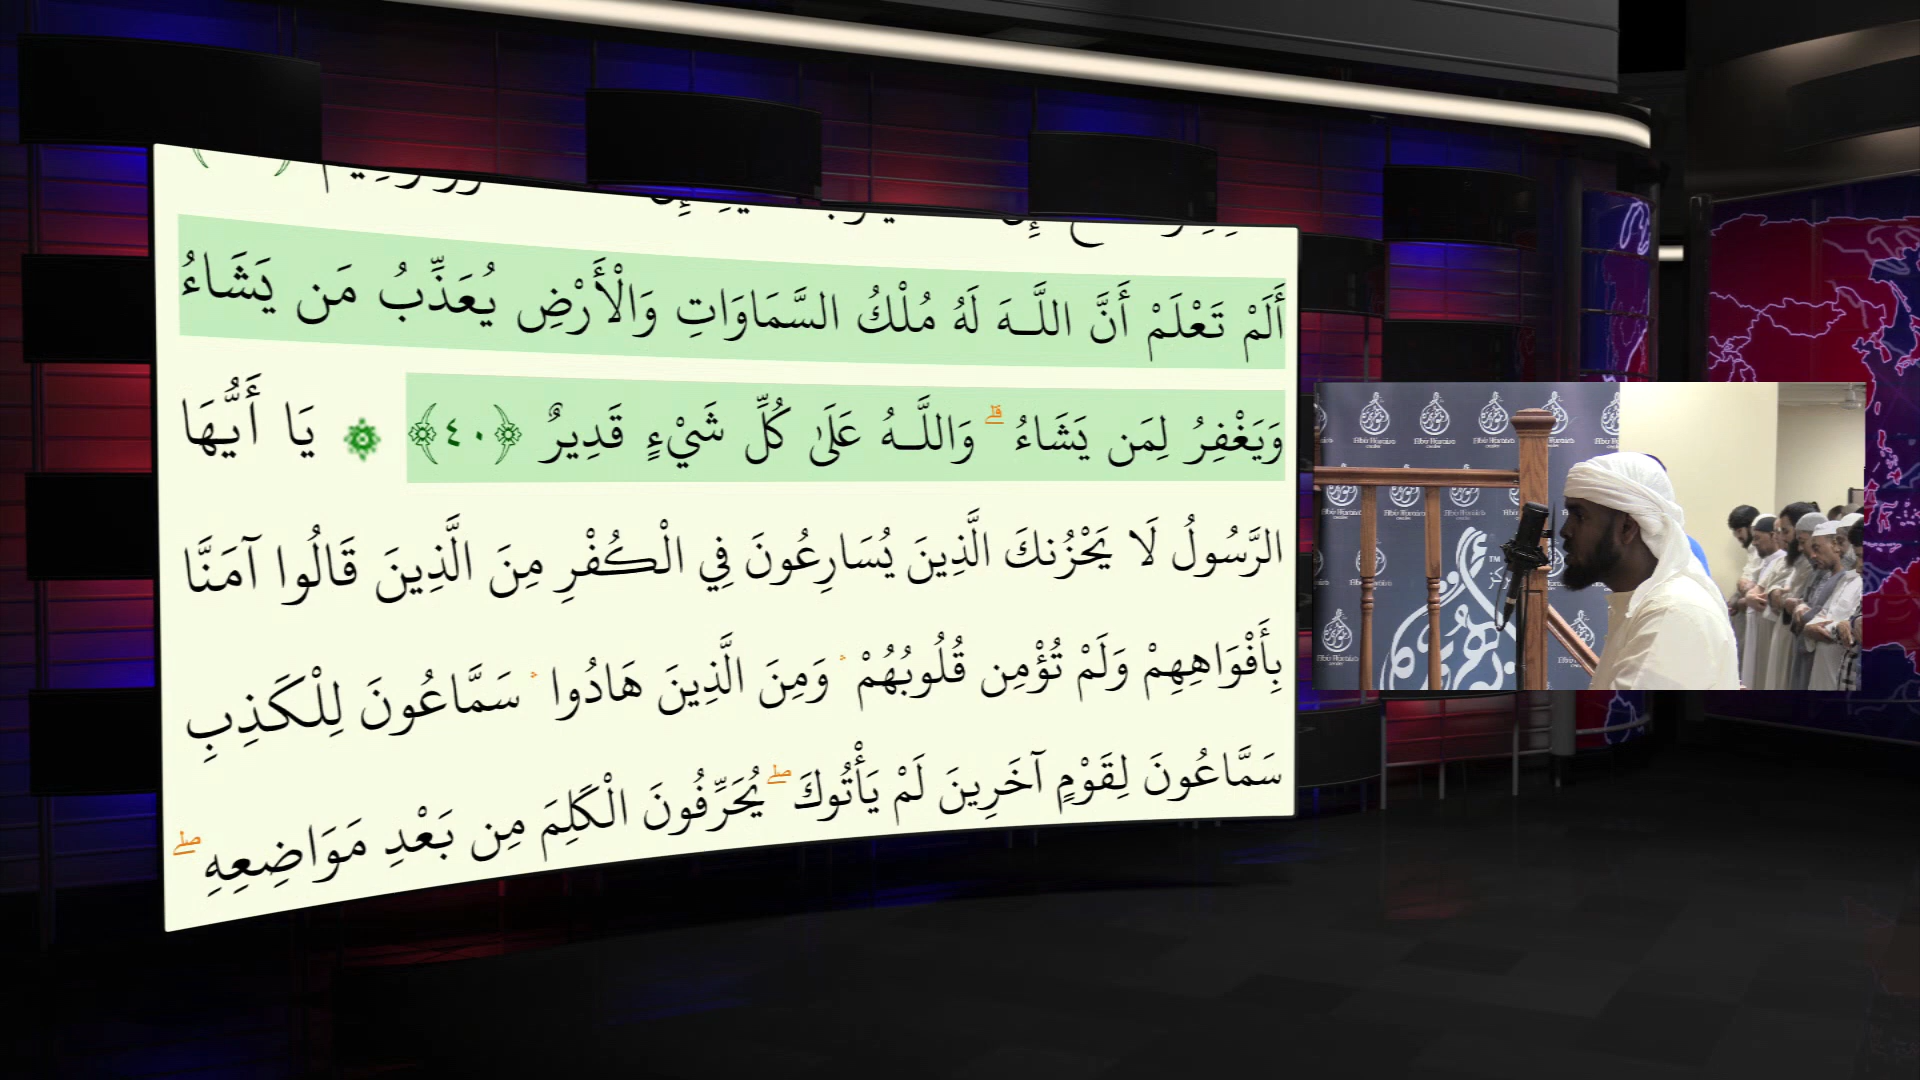 أَلَمْ تَعْلَمْ أَنَّ اللَّـهَ لَهُ مُلْكُ السَّمَاوَاتِ وَالْأَرْضِ يُعَذِّبُ مَن يَشَاءُ
وَيَغْفِرُ لِمَن يَشَاءُ ۗ وَاللَّـهُ عَلَىٰ كُلِّ شَيْءٍ قَدِيرٌ ﴿٤٠﴾ ۞ يَا أَيُّهَا
الرَّسُولُ لَا يَحْزُنكَ الَّذِينَ يُسَارِعُونَ فِي الْكُفْرِ مِنَ الَّذِينَ قَالُوا آمَنَّا
بِأَفْوَاهِهِمْ وَلَمْ تُؤْمِن قُلُوبُهُمْ ۛ وَمِنَ الَّذِينَ هَادُوا ۛ سَمَّاعُونَ لِلْكَذِبِ
سَمَّاعُونَ لِقَوْمٍ آخَرِينَ لَمْ يَأْتُوكَ ۖ يُحَرِّفُونَ الْكَلِمَ مِن بَعْدِ مَوَاضِعِهِ ۖ